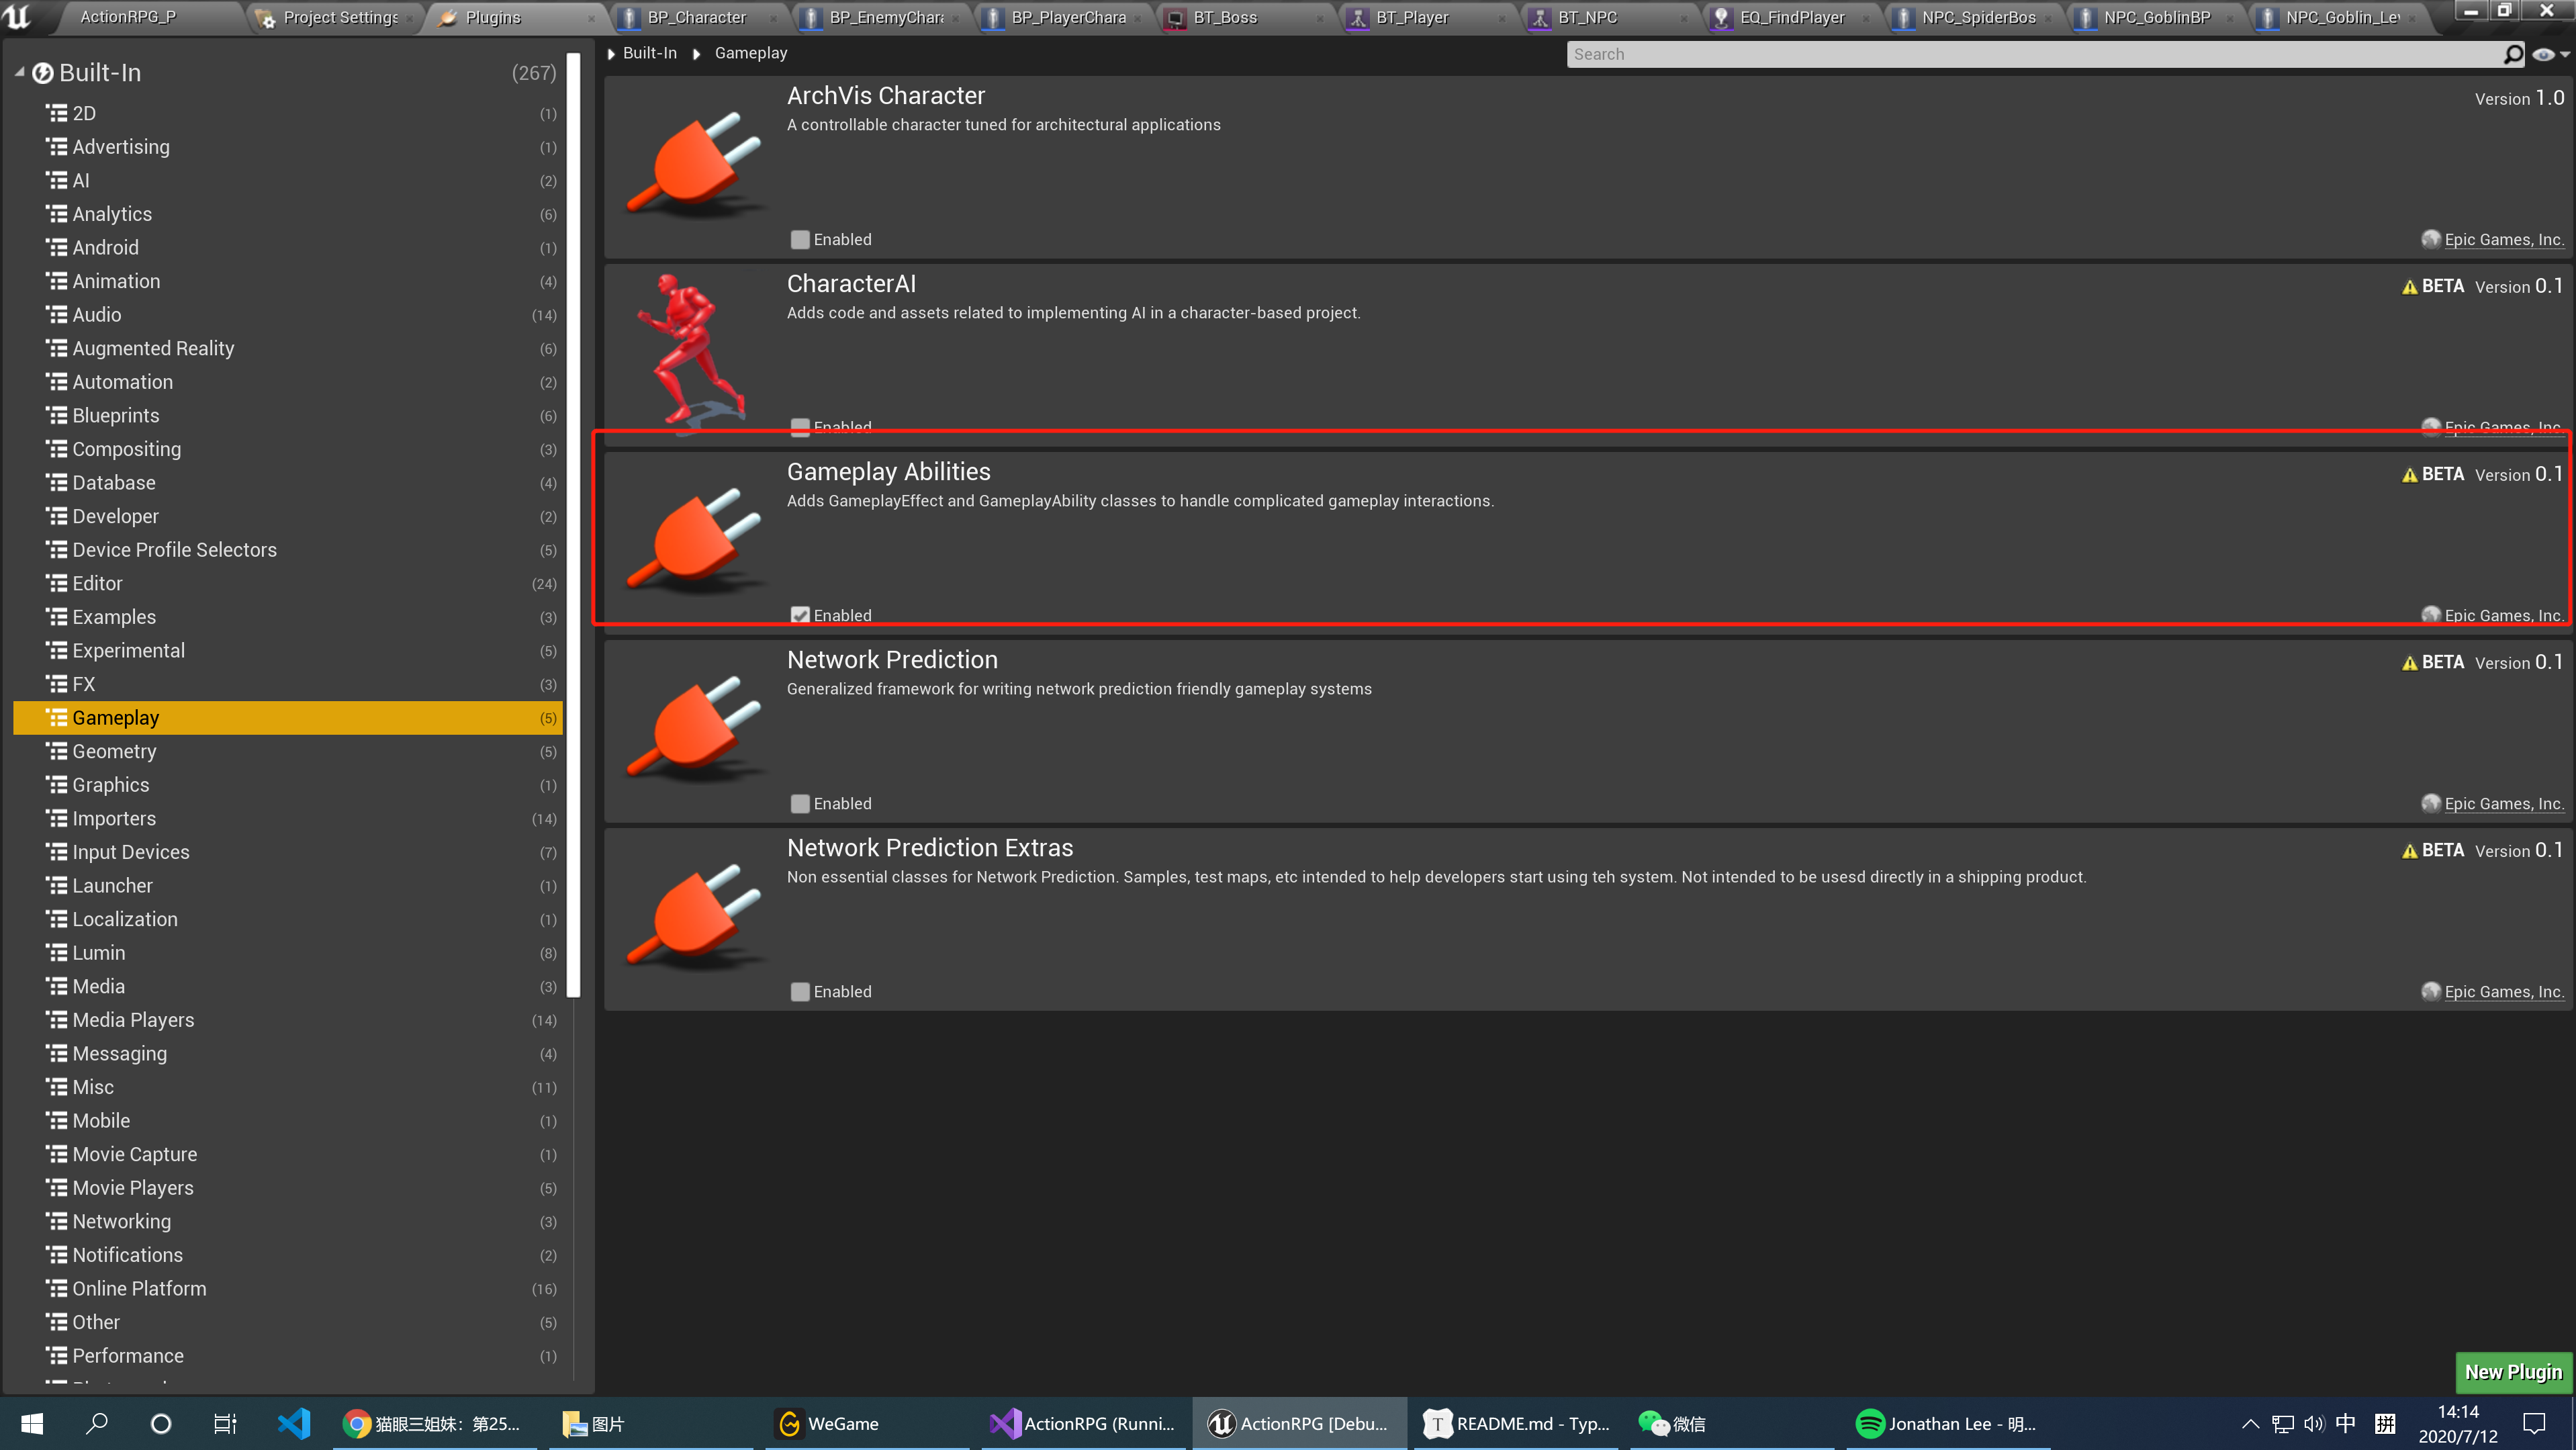 ActionRPG_P
Project Settings
Plugins
BP_Character
BP_EnemyChara
BP_PlayerChara
BT_Boss
BT_Player
BT_NPC
EQ_FindPlayer
NPC_SpiderBos
NPC_GoblinBP
NPC_Goblin_Lev
Built-In (267)
2D (1)
Advertising (1)
AI (2)
Analytics (6)
Android (1)
Animation (4)
Audio (14)
Augmented Reality (6)
Automation (2)
Blueprints (6)
Compositing (3)
Database (4)
Developer (2)
Device Profile Selectors (5)
Editor (24)
Examples (3)
Experimental (5)
FX (3)
Gameplay (5)
Geometry (5)
Graphics (1)
Importers (14)
Input Devices (7)
Launcher (1)
Localization (1)
Lumin (8)
Media (3)
Media Players (14)
Messaging (4)
Misc (11)
Mobile (1)
Movie Capture (1)
Movie Players (5)
Networking (3)
Notifications (2)
Online Platform (16)
Other (5)
Performance (1)
Built-In Gameplay
Search
ArchVis Character
Version 1.0
A controllable character tuned for architectural applications
Enabled
Epic Games, Inc.
CharacterAI
BETA Version 0.1
Adds code and assets related to implementing AI in a character-based project.
Enabled
Epic Games, Inc.
Gameplay Abilities
BETA Version 0.1
Adds GameplayEffect and GameplayAbility classes to handle complicated gameplay interactions.
Enabled
Epic Games, Inc.
Network Prediction
BETA Version 0.1
Generalized framework for writing network prediction friendly gameplay systems
Enabled
Epic Games, Inc.
Network Prediction Extras
BETA Version 0.1
Non essential classes for Network Prediction. Samples, test maps, etc intended to help developers start using teh system. Not intended to be usesd directly in a shipping product.
Enabled
Epic Games, Inc.
New Plugin
猫眼三姐妹：第25...
图片
WeGame
ActionRPG (Runni...
ActionRPG [Debu...
README.md - Typ...
微信
Jonathan Lee - 明...
中
拼
14:14
2020/7/12